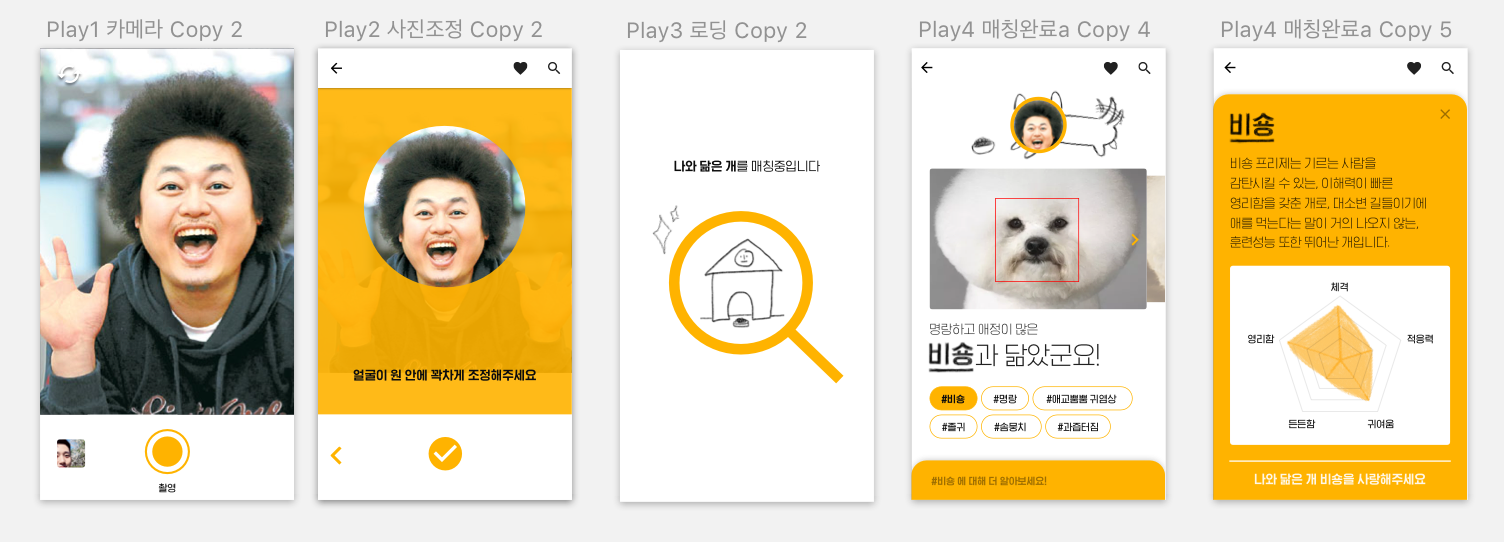 Play1 카메라 Copy 2
촬영
Play2 사진조정 Copy 2
얼굴이 원 안에 꽉차게 조정해주세요
Play3 로딩 Copy 2
나와 닮은 개를 매칭중입니다
Play4 매칭완료a Copy 4
명랑하고 애정이 많은
비숑과 닮았군요!
#비숑 #명랑 #애교뿜뿜 귀염상
#졸귀 #솜뭉치 #과즙터짐
#비숑 에 대해 더 알아보세요!
Play4 매칭완료a Copy 5
비숑
비숑 프리제는 기르는 사람을
감탄시킬 수 있는, 이해력이 빠른
영리함을 갖춘 개로, 대소변 길들이기에
애를 먹는다는 말이 거의 나오지 않는,
훈련성능 또한 뛰어난 개입니다.
체격
영리함 적응력
든든함 귀여움
나와 닮은 개 비숑을 사랑해주세요